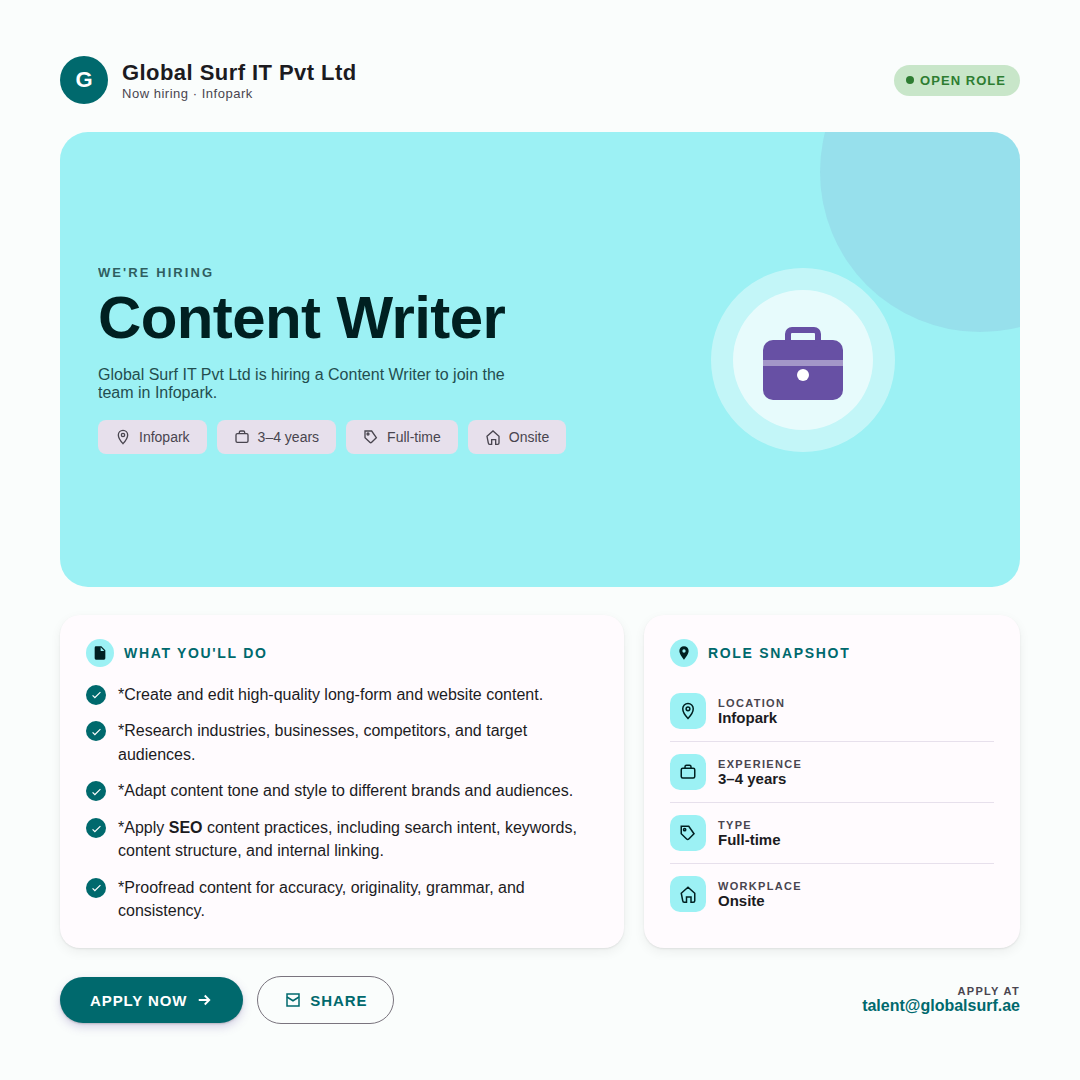 G
Global Surf IT Pvt Ltd
Now hiring · Infopark
OPEN ROLE
WE'RE HIRING
Content Writer
Global Surf IT Pvt Ltd is hiring a Content Writer to join the
team in Infopark.
Infopark
3–4 years
Full-time
Onsite
WHAT YOU'LL DO
*Create and edit high-quality long-form and website content.
*Research industries, businesses, competitors, and target
audiences.
*Adapt content tone and style to different brands and audiences.
*Apply SEO content practices, including search intent, keywords,
content structure, and internal linking.
*Proofread content for accuracy, originality, grammar, and
consistency.
ROLE SNAPSHOT
LOCATION
Infopark
EXPERIENCE
3–4 years
TYPE
Full-time
WORKPLACE
Onsite
APPLY NOW
SHARE
APPLY AT
talent@globalsurf.ae